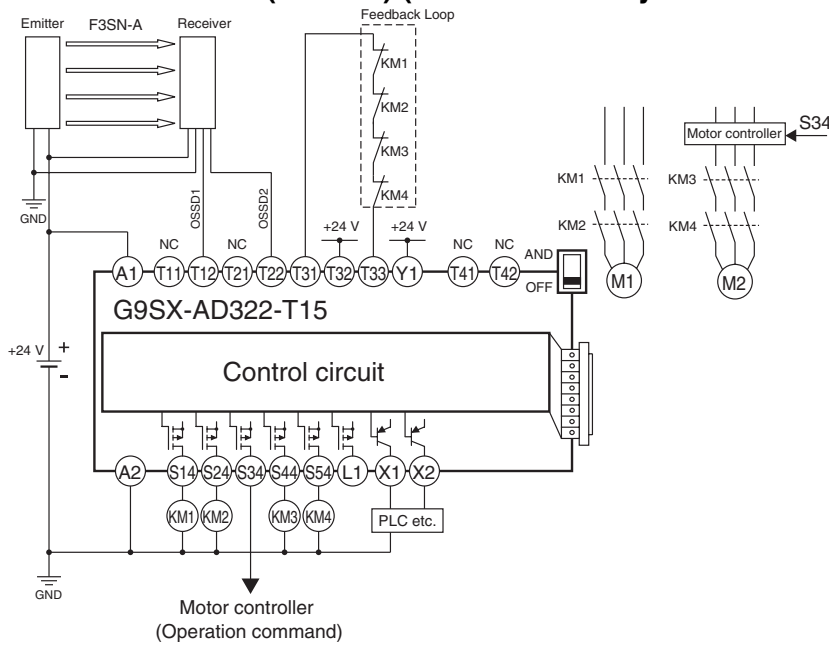 Feedback Loop
Emitter F3SN-A Receiver
KM1
KM2
KM3
KM4
OSSD1
OSSD2
GND
+24 V +24 V
NC NC NC NC
A1 T11 T12 T21 T22 T31 T32 T33 Y1 T41 T42
AND
OFF
G9SX-AD322-T15
Control circuit
+24 V
+
-
A2 S14 S24 S34 S44 S54 L1 X1 X2
KM1 KM2 KM3 KM4
PLC etc.
GND
Motor controller
(Operation command)
Motor controller S34
KM1 KM3
KM2 KM4
M1 M2